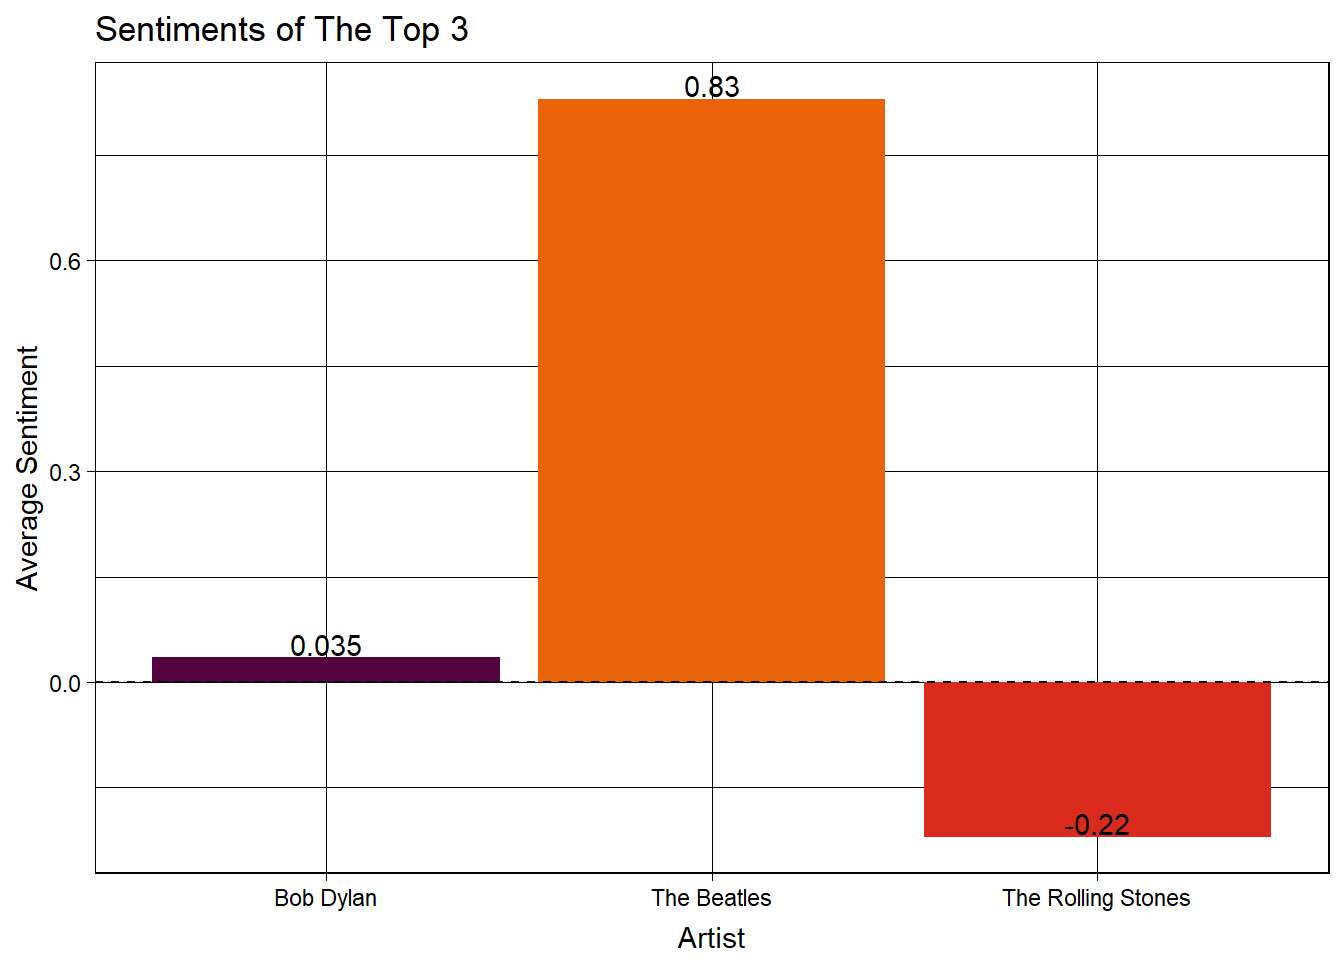 Sentiments of The Top 3
Average Sentiment
0.83
0.6
0.3
0.035
0.0
-0.22
Bob Dylan
The Beatles
The Rolling Stones
Artist